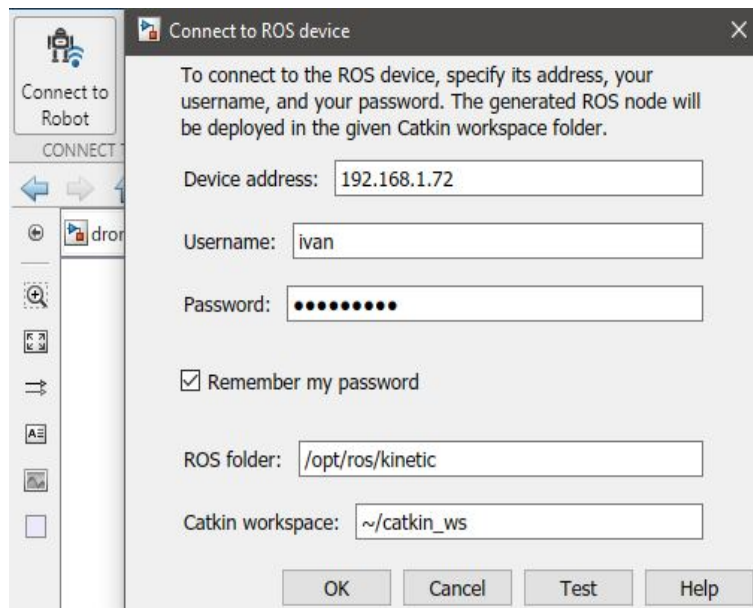 Connect to
Robot
CONNECT
dror
Connect to ROS device
To connect to the ROS device, specify its address, your
username, and your password. The generated ROS node will
be deployed in the given Catkin workspace folder.
Device address: 192.168.1.72
Username: ivan
Password: ●●●●●●●●●
Remember my password
ROS folder: /opt/ros/kinetic
Catkin workspace: ~/catkin_ws
OK Cancel Test Help